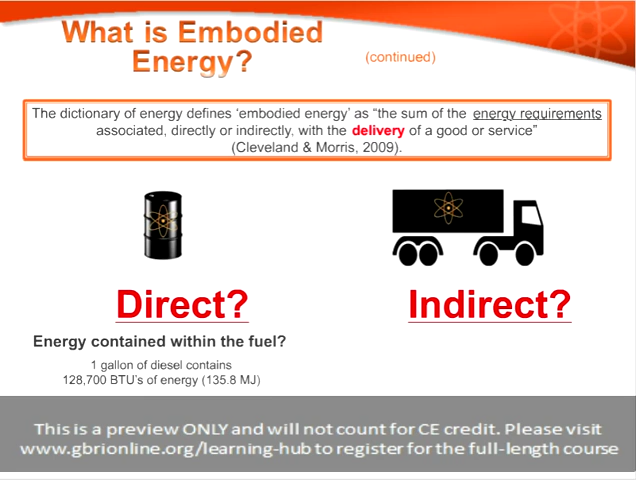 What is Embodied
Energy?
(continued)
The dictionary of energy defines ‘embodied energy’ as “the sum of the energy requirements
associated, directly or indirectly, with the delivery of a good or service”
(Cleveland & Morris, 2009).
Direct?
Indirect?
Energy contained within the fuel?
1 gallon of diesel contains
128,700 BTU’s of energy (135.8 MJ)
This is a preview ONLY and will not count for CE credit. Please visit
www.gbrionline.org/learning-hub to register for the full-length course